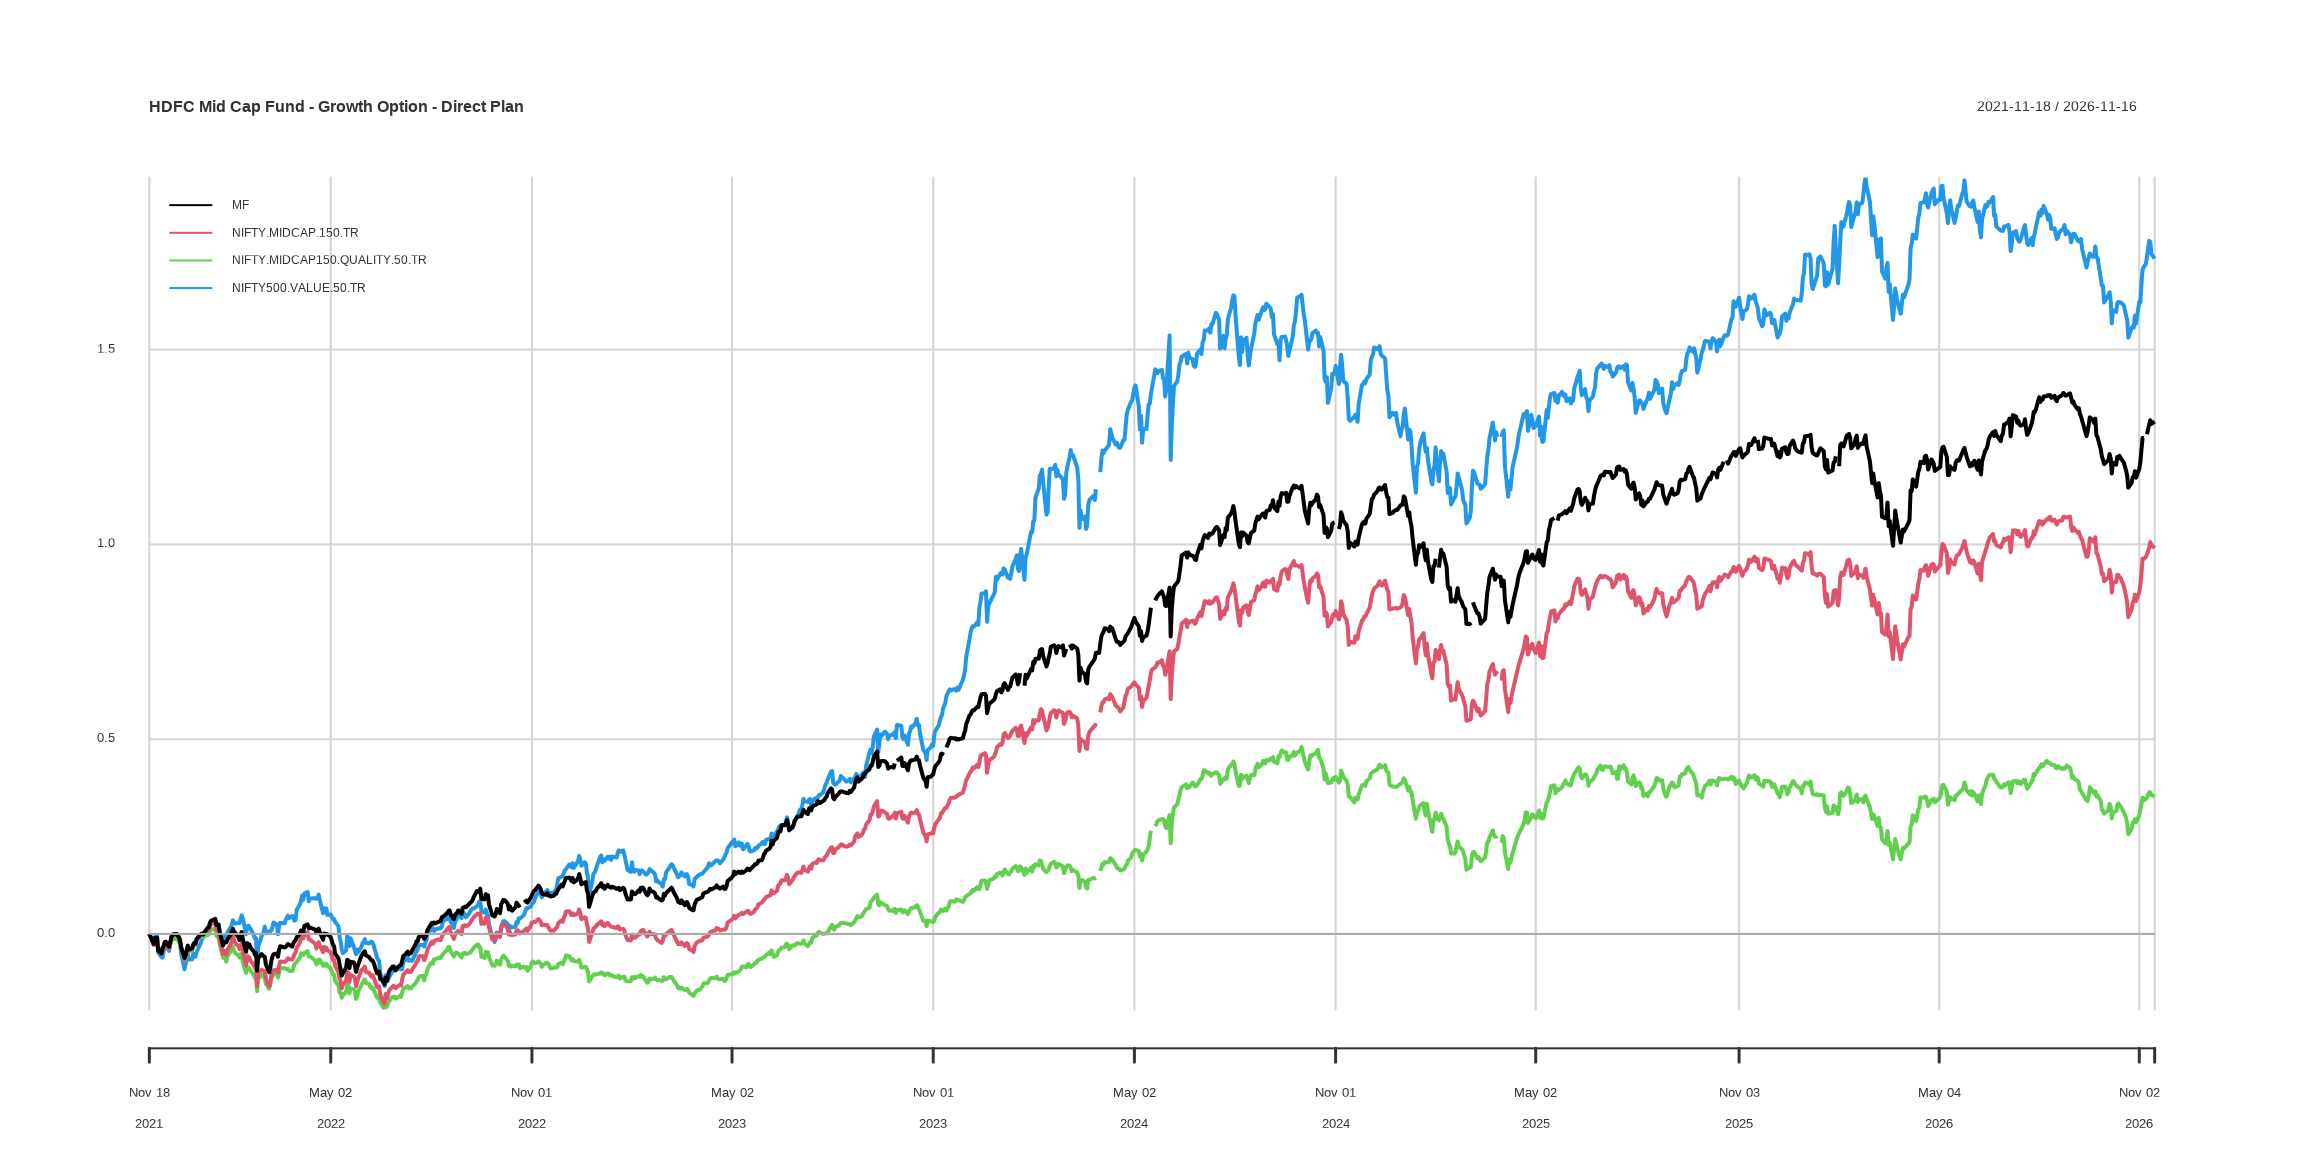 HDFC Mid Cap Fund - Growth Option - Direct Plan
2021-11-18 / 2026-11-16
MF
NIFTY.MIDCAP.150.TR
NIFTY.MIDCAP150.QUALITY.50.TR
NIFTY500.VALUE.50.TR
1.5
1.0
0.5
0.0
Nov 18 May 02 Nov 01 May 02 Nov 01 May 02 Nov 01 May 02 Nov 03 May 04 Nov 02
2021 2022 2022 2023 2023 2024 2024 2025 2025 2026 2026